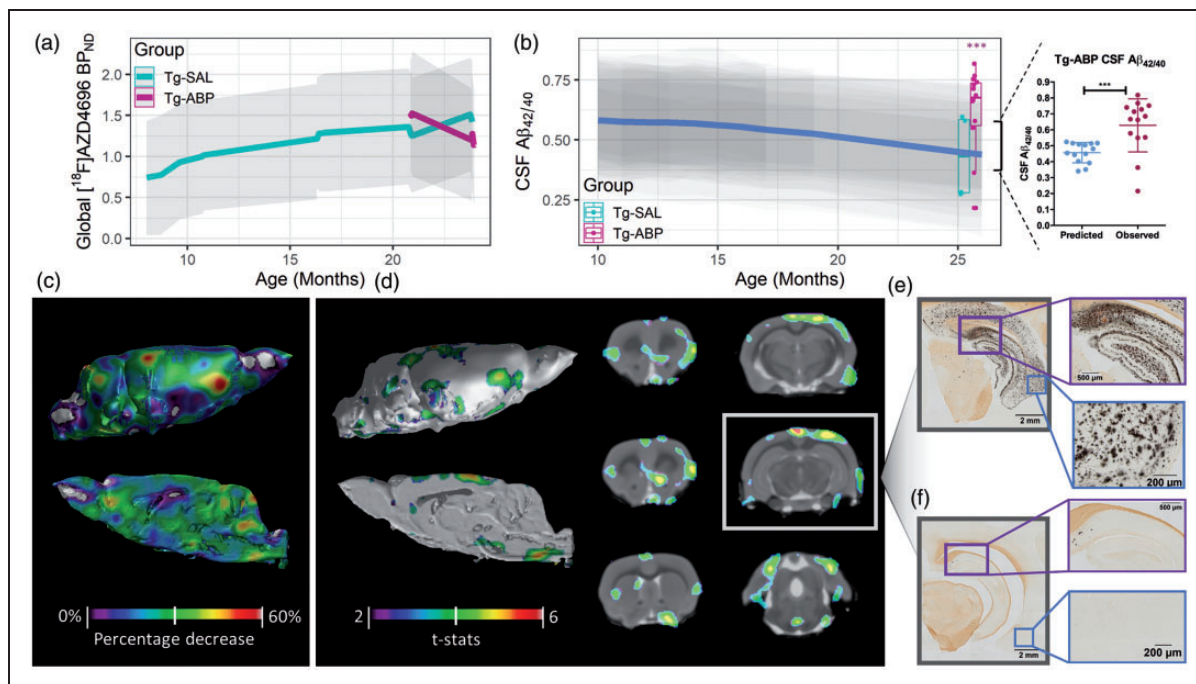 (a)
Group
Tg-SAL
Tg-ABP
Global [¹⁸F]AZD4696 BP_ND
2.0
1.5
1.0
0.5
0.0
10 15 20
Age (Months)
(b)
CSF Aβ₄₂/₄₀
0.75
0.50
0.25
***
Group
Tg-SAL
Tg-ABP
10 15 20 25
Age (Months)
Tg-ABP CSF Aβ₄₂/₄₀
CSF Aβ₄₂/₄₀
0.9
0.8
0.7
0.6
0.5
0.4
0.3
0.2
0.1
0.0
***
Predicted Observed
(c)
0% 60%
Percentage decrease
(d)
2 6
t-stats
(e)
2 mm
500 µm
200 µm
(f)
2 mm
500 µm
200 µm